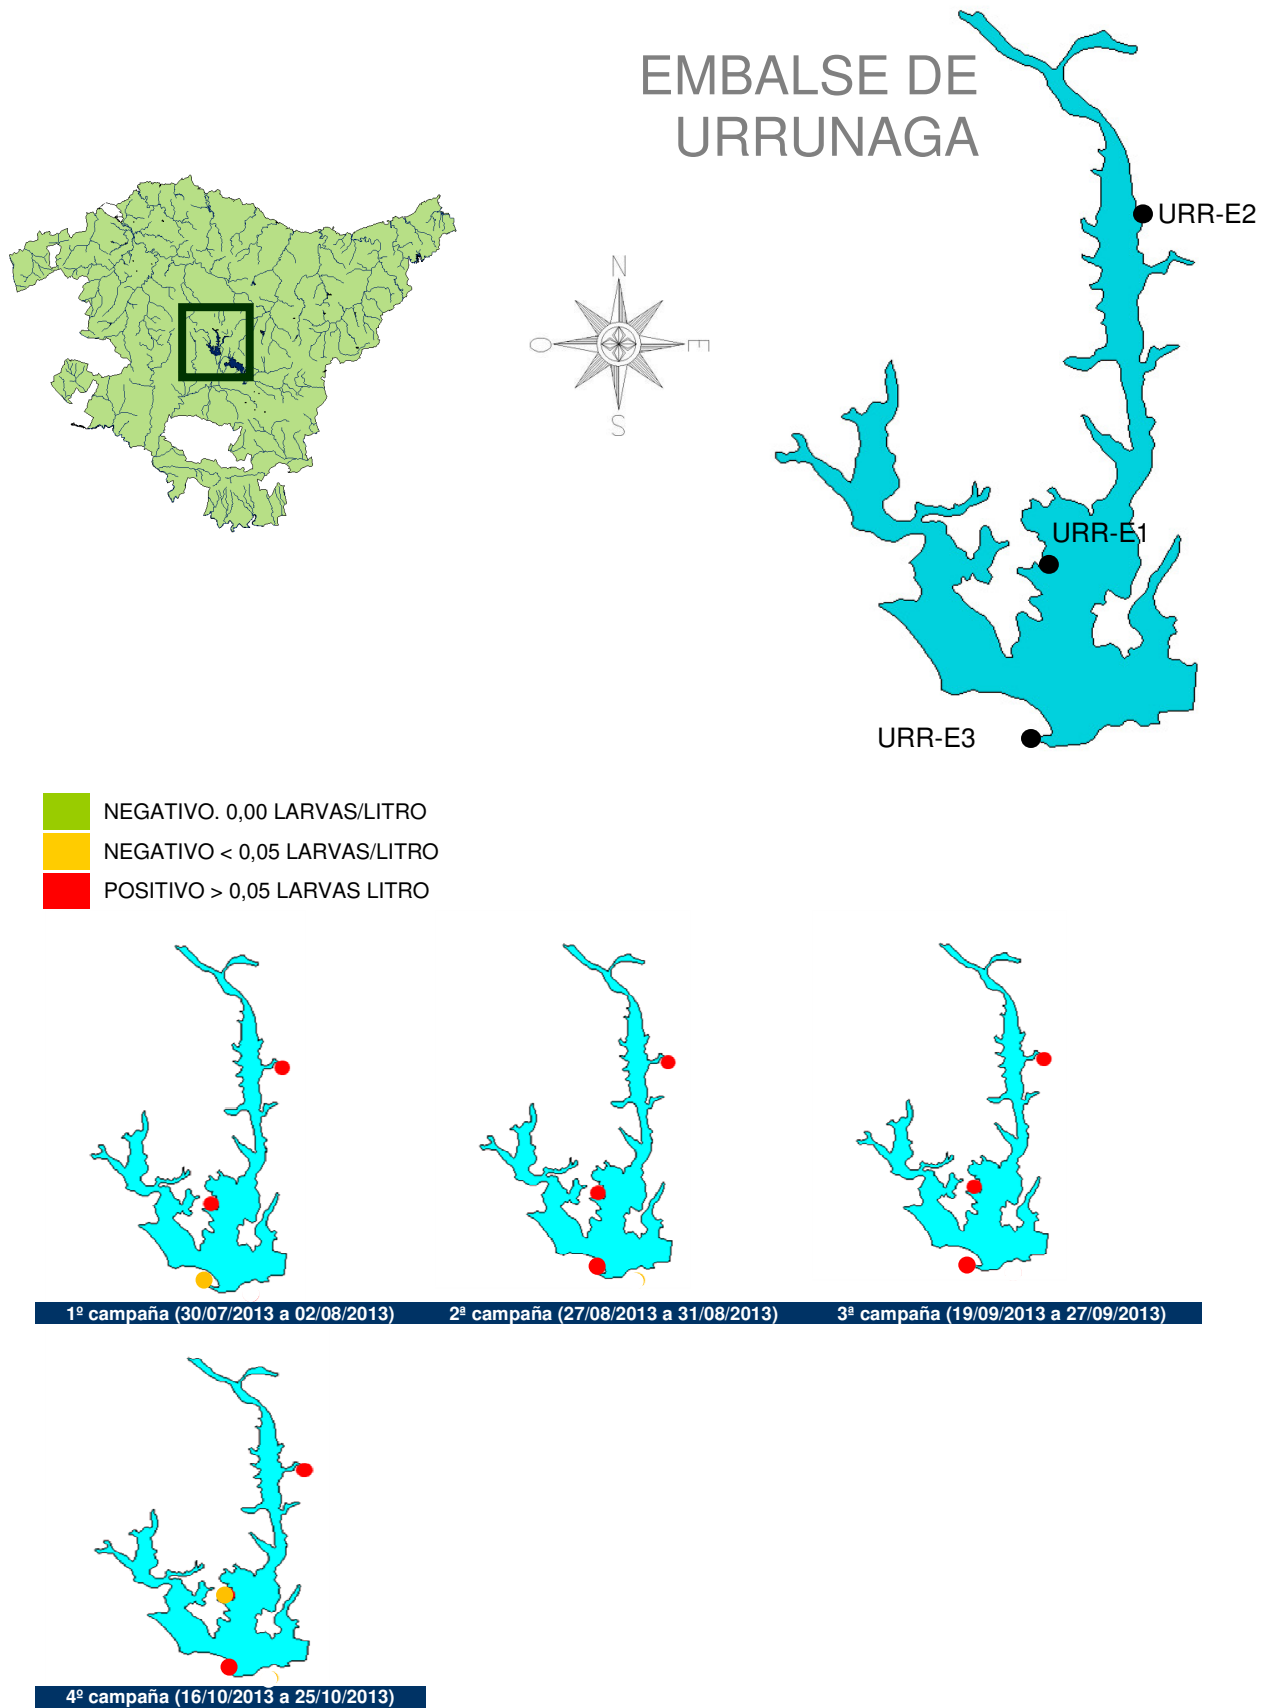 EMBALSE DE
URRUNAGA
URR-E2
N
O
E
S
URR-E1
URR-E3
NEGATIVO. 0,00 LARVAS/LITRO
NEGATIVO < 0,05 LARVAS/LITRO
POSITIVO > 0,05 LARVAS LITRO
1º campaña (30/07/2013 a 02/08/2013)
2ª campaña (27/08/2013 a 31/08/2013)
3ª campaña (19/09/2013 a 27/09/2013)
4º campaña (16/10/2013 a 25/10/2013)